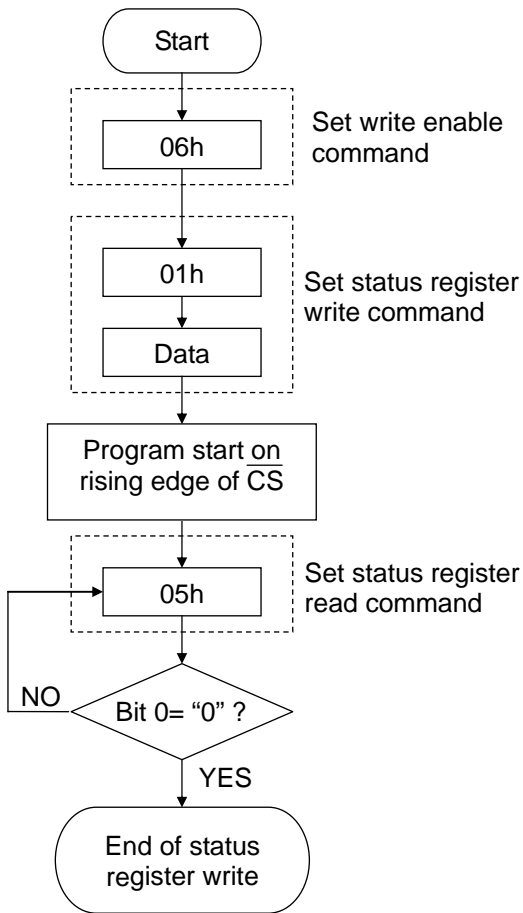 Start
06h
Set write enable
command
01h
Set status register
write command
Data
Program start on
rising edge of C̅S̅
05h
Set status register
read command
NO
Bit 0= “0” ?
YES
End of status
register write